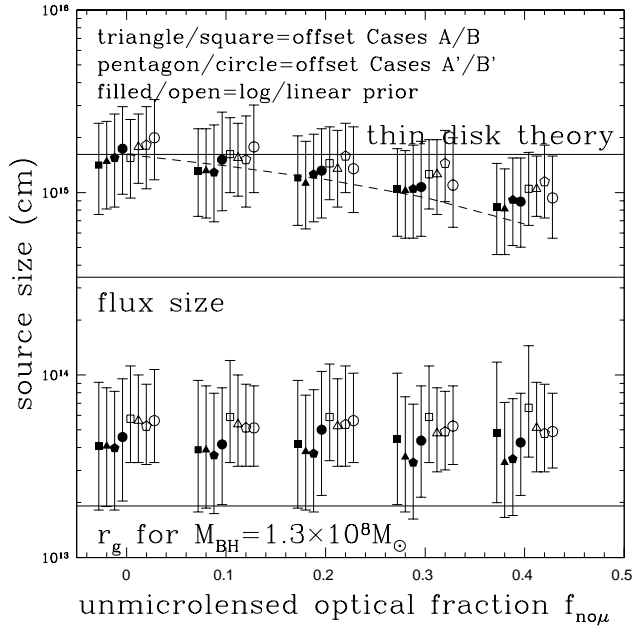 10¹⁶
triangle/square=offset Cases A/B
pentagon/circle=offset Cases A'/B'
filled/open=log/linear prior
thin disk theory
10¹⁵
source size (cm)
flux size
10¹⁴
r_g for M_BH=1.3×10⁸M_⊙
10¹³
0 0.1 0.2 0.3 0.4 0.5
unmicrolensed optical fraction f_noμ